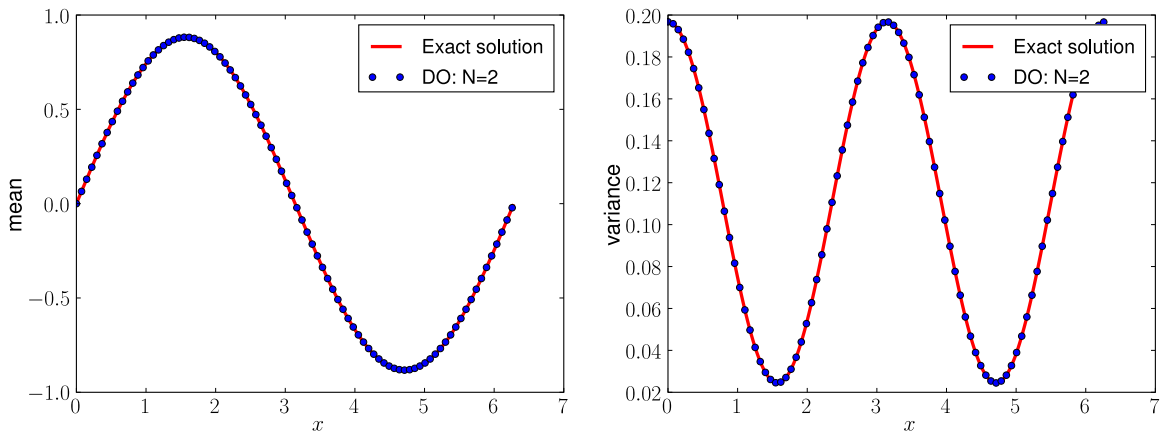 1.0
0.5
0.0
−0.5
−1.0
mean
0 1 2 3 4 5 6 7
x
Exact solution
DO: N=2
0.20
0.18
0.16
0.14
0.12
0.10
0.08
0.06
0.04
0.02
variance
0 1 2 3 4 5 6 7
x
Exact solution
DO: N=2